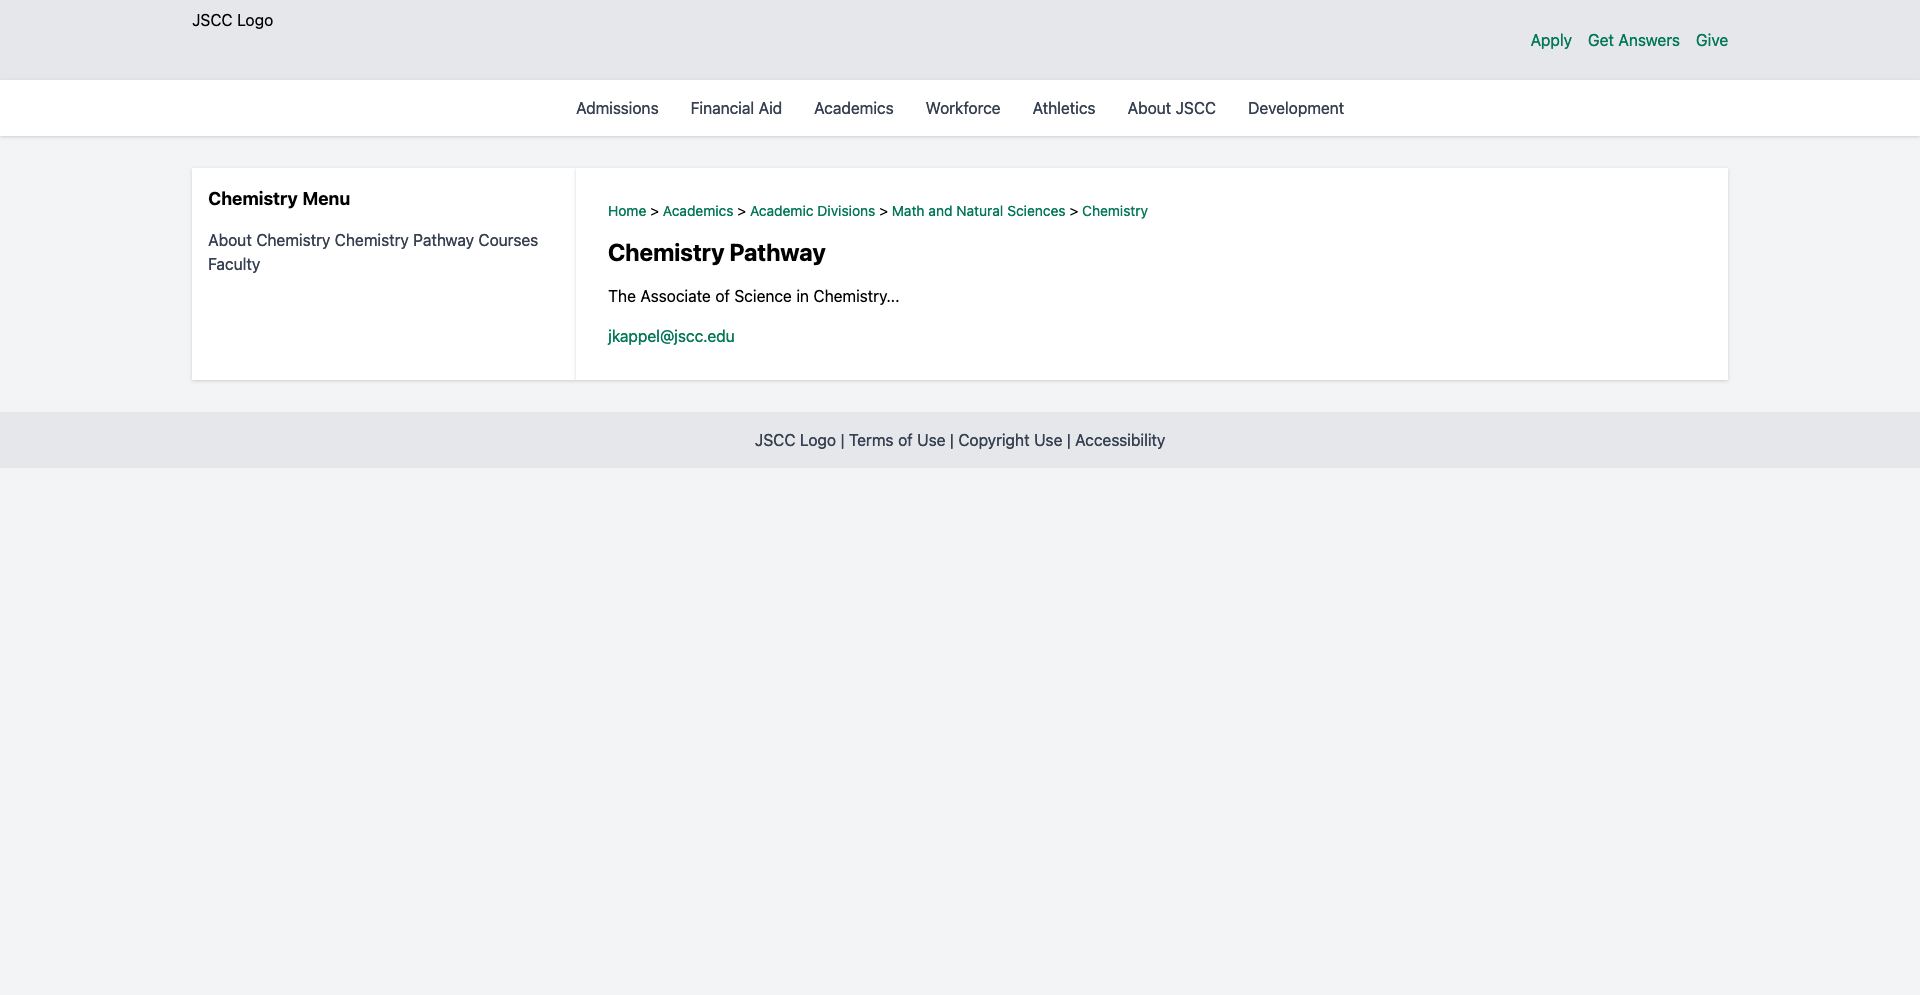 JSCC Logo
Apply Get Answers Give
Admissions Financial Aid Academics Workforce Athletics About JSCC Development
Chemistry Menu
About Chemistry Chemistry Pathway Courses
Faculty
Home > Academics > Academic Divisions > Math and Natural Sciences > Chemistry
Chemistry Pathway
The Associate of Science in Chemistry...
jkappel@jscc.edu
JSCC Logo | Terms of Use | Copyright Use | Accessibility